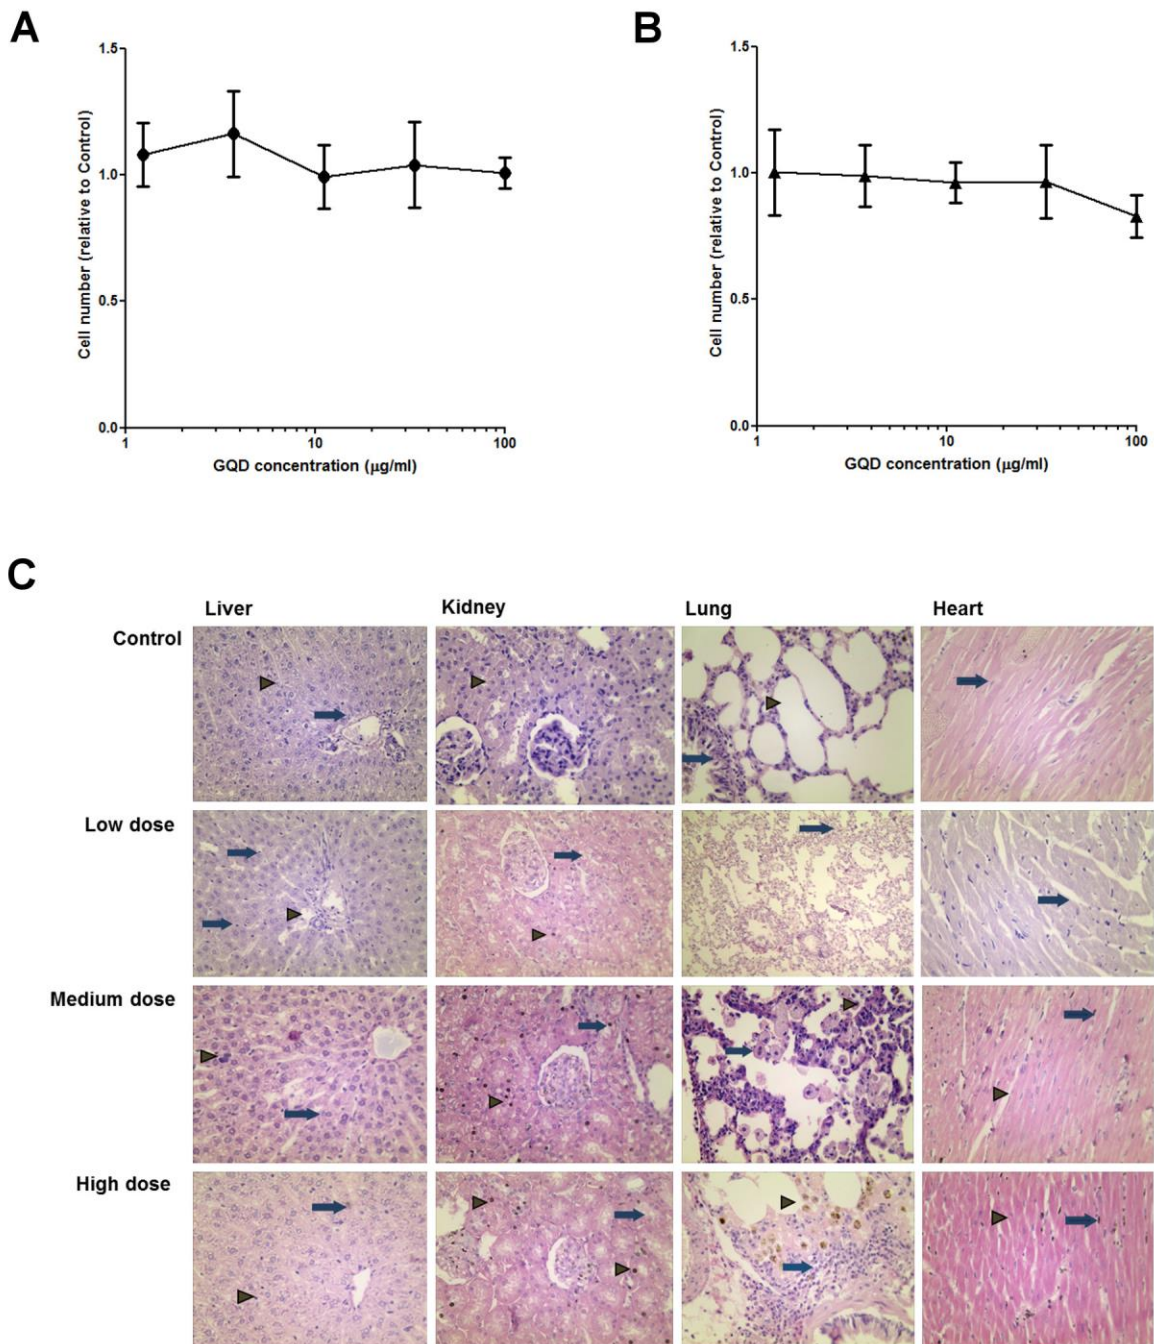 A
B
1.5
1.0
0.5
0.0
Cell number (relative to Control)
1
10
100
GQD concentration (µg/ml)
1.5
1.0
0.5
0.0
Cell number (relative to Control)
1
10
100
GQD concentration (µg/ml)
C
Liver Kidney Lung Heart
Control
Low dose
Medium dose
High dose